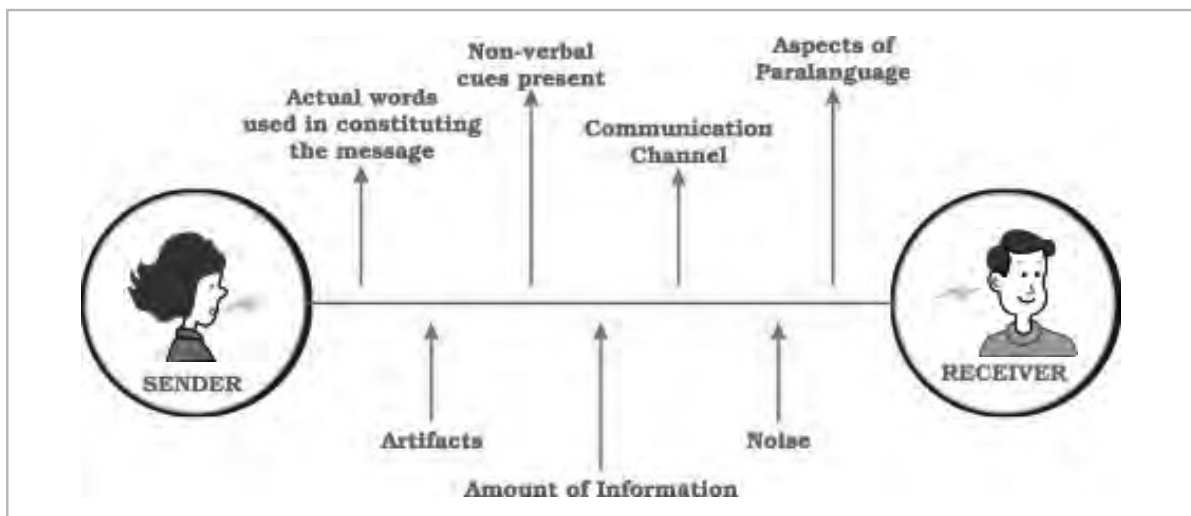 Non-verbal
cues present
Aspects of
Paralanguage
Actual words
used in constituting
the message
Communication
Channel
SENDER
RECEIVER
Artifacts
Noise
Amount of Information